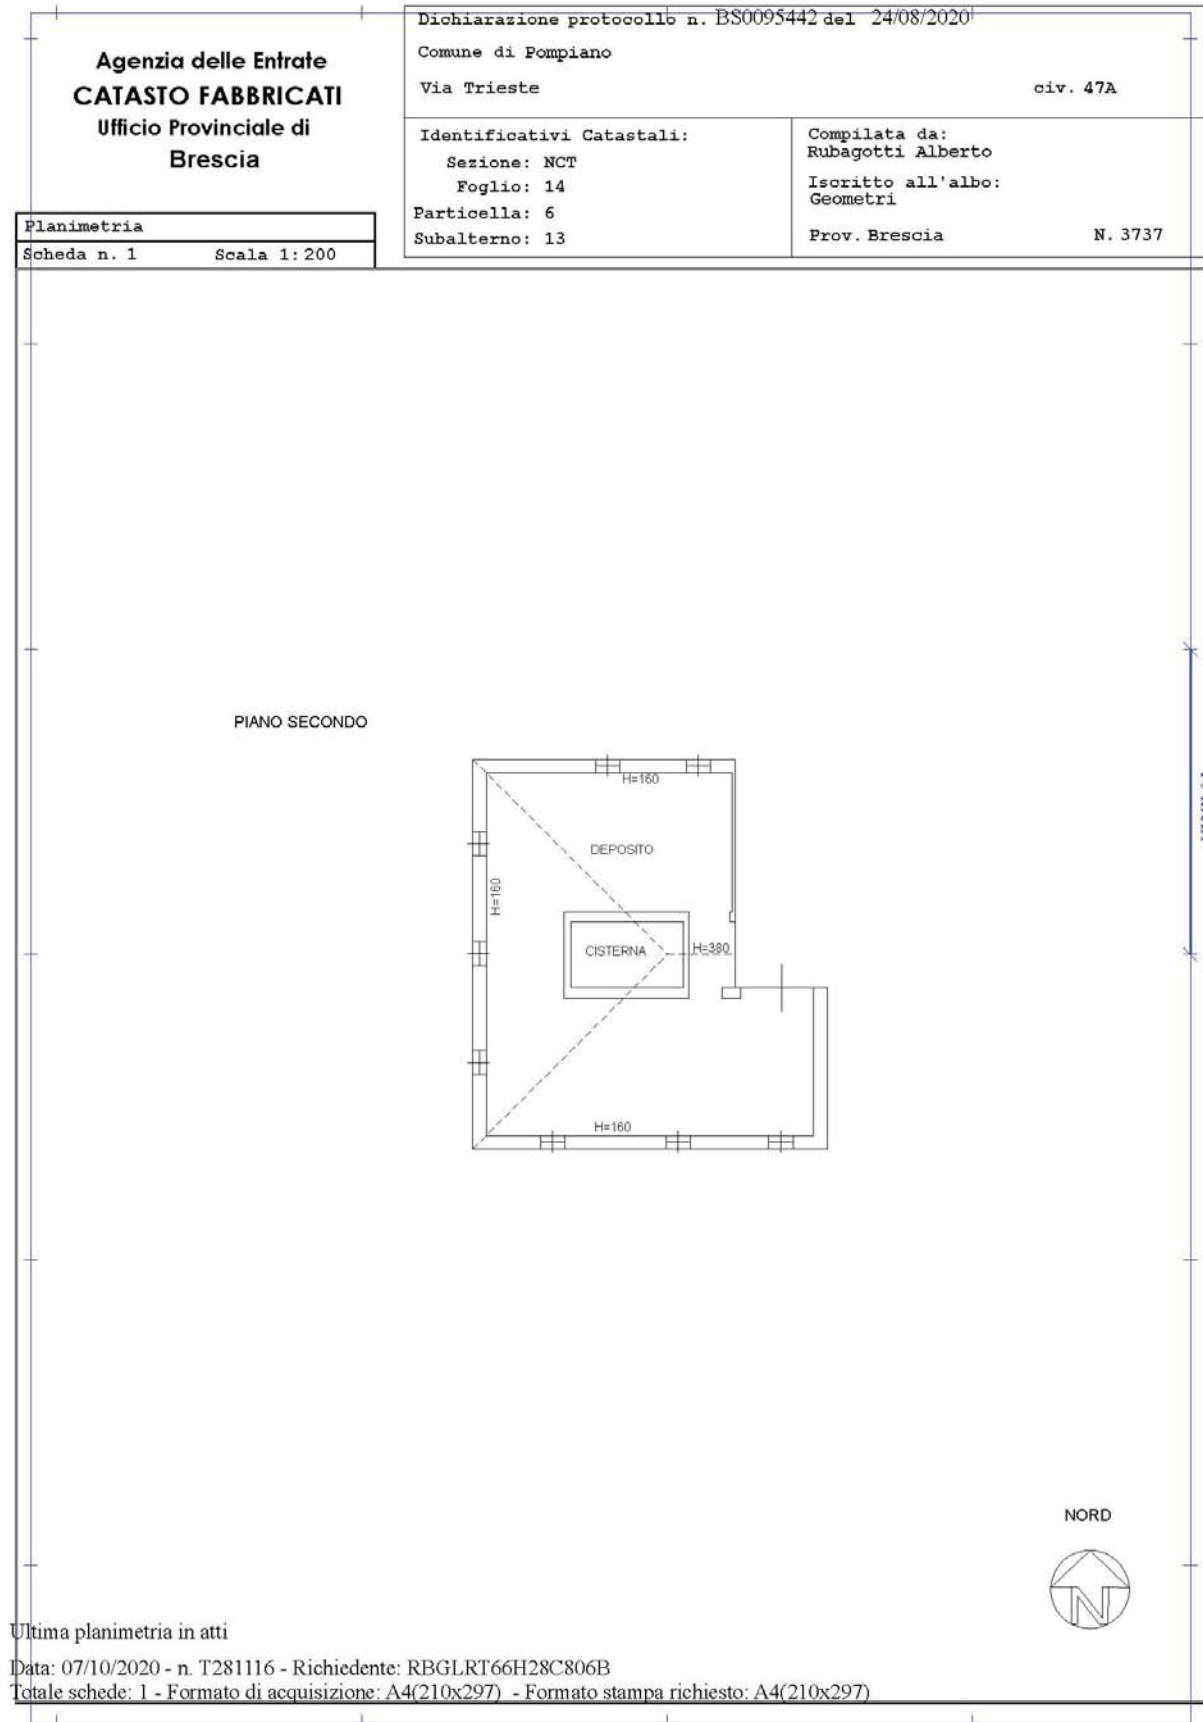 Agenzia delle Entrate
CATASTO FABBRICATI
Ufficio Provinciale di
Brescia
Planimetria
Scheda n. 1 Scala 1:200
Dichiarazione protocollo n. BS0095442 del 24/08/2020
Comune di Pompiano
Via Trieste civ. 47A
Identificativi Catastali:
Sezione: NCT
Foglio: 14
Particella: 6
Subalterno: 13
Compilata da:
Rubagotti Alberto
Iscritto all'albo:
Geometri
Prov. Brescia N. 3737
PIANO SECONDO
H=160
DEPOSITO
H=160
CISTERNA
H=380
H=160
NORD
N
Ultima planimetria in atti
Data: 07/10/2020 - n. T281116 - Richiedente: RBGLRT66H28C806B
Totale schede: 1 - Formato di acquisizione: A4(210x297) - Formato stampa richiesto: A4(210x297)